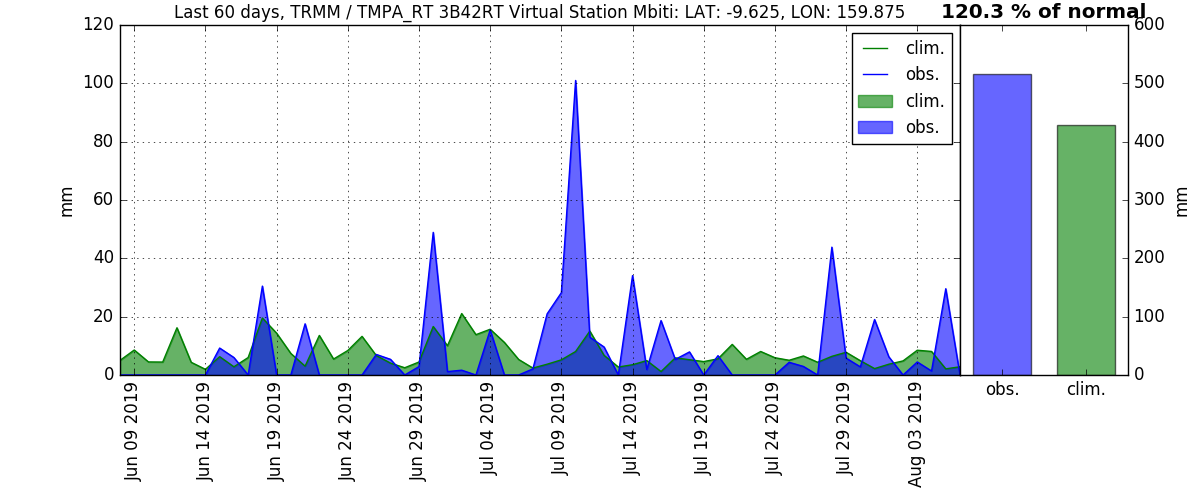 Last 60 days, TRMM / TMPA_RT 3B42RT Virtual Station Mbiti: LAT: -9.625, LON: 159.875
120.3 % of normal
120
100
80
60
40
20
0
mm
clim.
obs.
clim.
obs.
600
500
400
300
200
100
0
mm
Jun 09 2019
Jun 14 2019
Jun 19 2019
Jun 24 2019
Jun 29 2019
Jul 04 2019
Jul 09 2019
Jul 14 2019
Jul 19 2019
Jul 24 2019
Jul 29 2019
Aug 03 2019
obs.
clim.